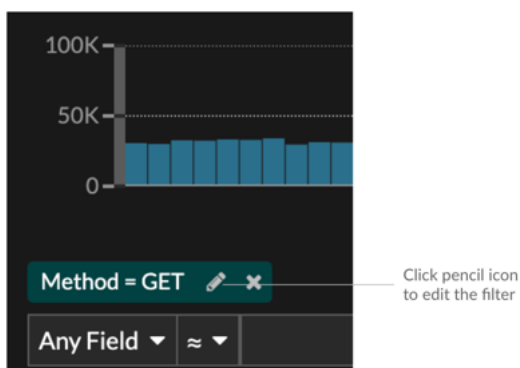 100K
50K
0
Method = GET
Click pencil icon
to edit the filter
Any Field ≈